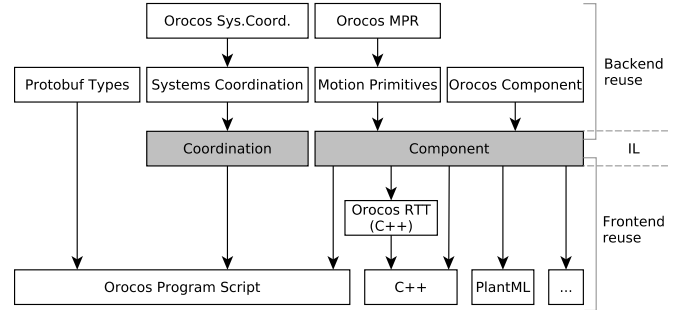 Orocos Sys.Coord.
Orocos MPR
Protobuf Types
Systems Coordination
Motion Primitives
Orocos Component
Backend
reuse
Coordination
Component
IL
Orocos RTT
(C++)
Frontend
reuse
Orocos Program Script
C++
PlantML
...